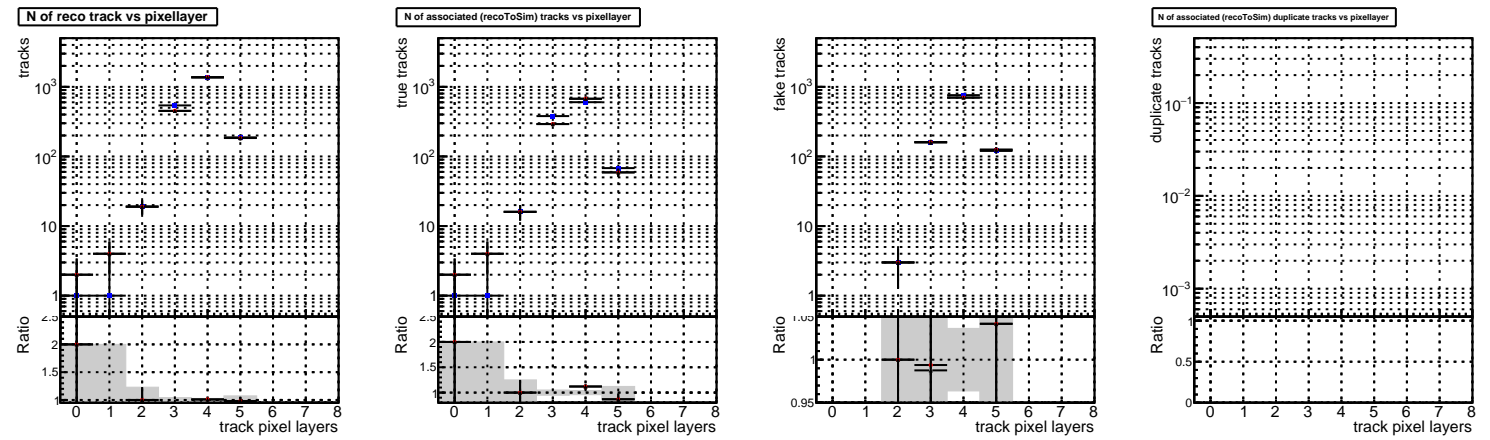 N of reco track vs pixellayer
tracks
10³
10²
10
1
Ratio
2.5
2
1.5
1
0 1 2 3 4 5 6 7 8
track pixel layers
N of associated (recoToSim) tracks vs pixellayer
true tracks
10³
10²
10
1
Ratio
2.5
2
1.5
1
0 1 2 3 4 5 6 7 8
track pixel layers
fake tracks
10³
10²
10
1
Ratio
1.05
1
0.95
0 1 2 3 4 5 6 7 8
track pixel layers
N of associated (recoToSim) duplicate tracks vs pixellayer
duplicate tracks
10⁻¹
10⁻²
10⁻³
Ratio
1
0.5
0
0 1 2 3 4 5 6 7 8
track pixel layers